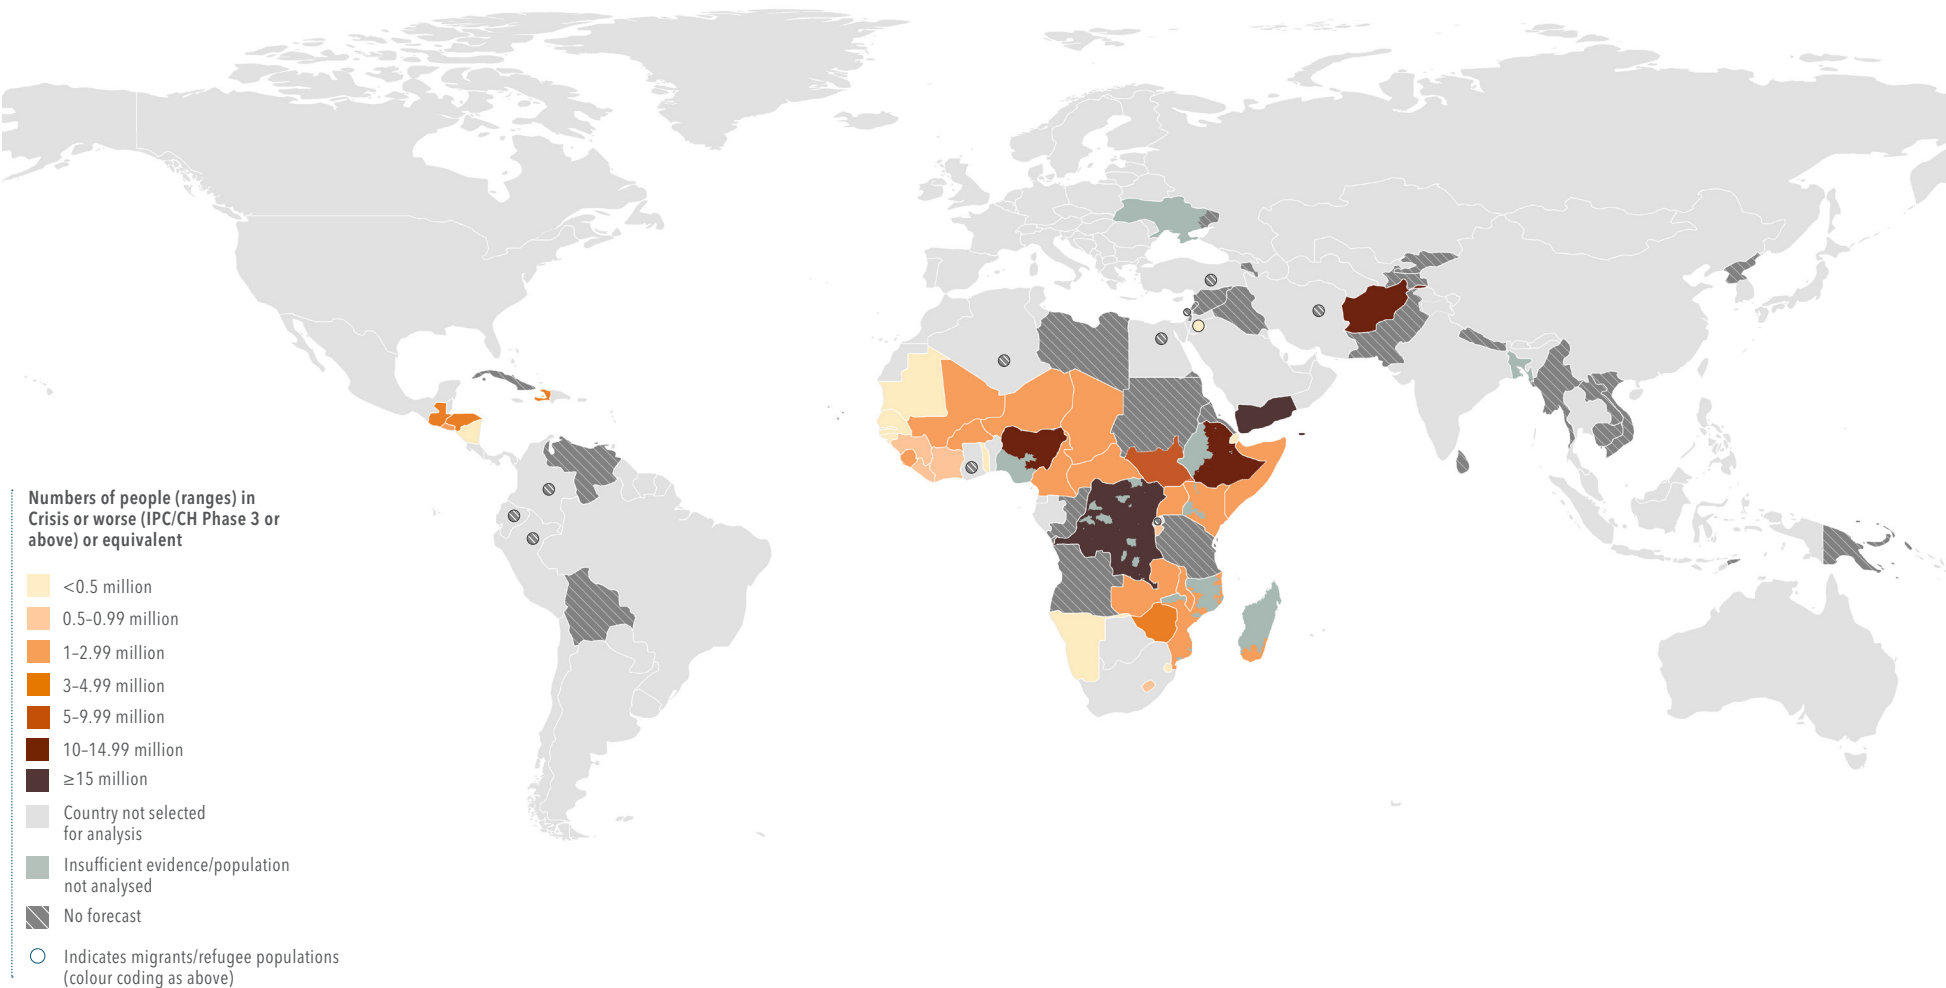 Numbers of people (ranges) in
Crisis or worse (IPC/CH Phase 3 or
above) or equivalent
<0.5 million
0.5–0.99 million
1–2.99 million
3–4.99 million
5–9.99 million
10–14.99 million
≥15 million
Country not selected
for analysis
Insufficient evidence/population
not analysed
No forecast
Indicates migrants/refugee populations
(colour coding as above)